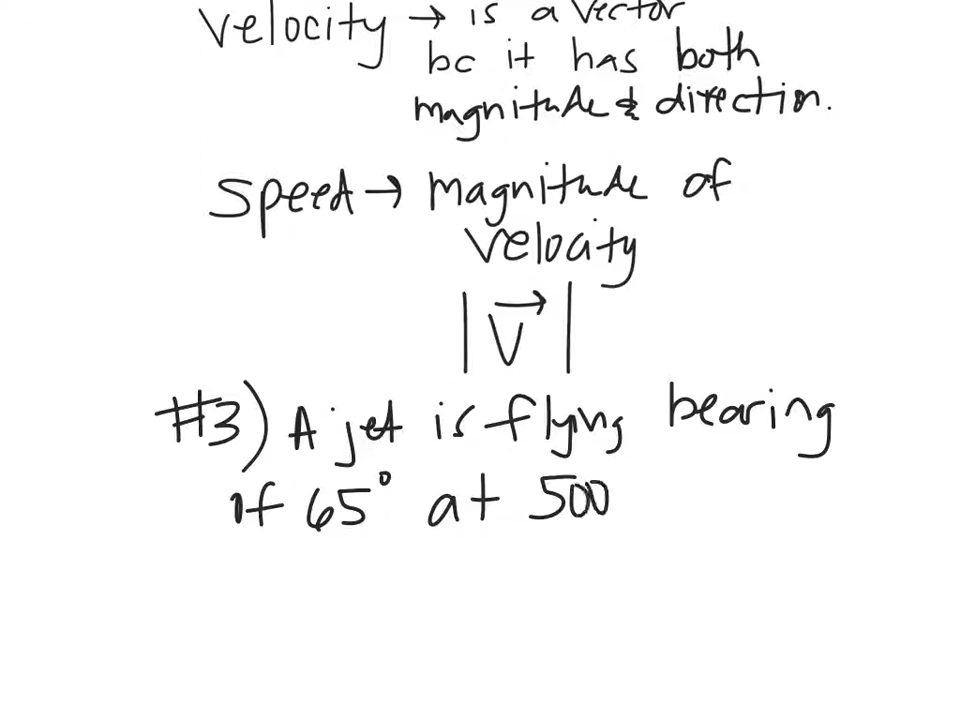 Velocity → is a vector
bc it has both
magnitude & direction.
Speed → magnitude of
velocity
|V⃗|
#3) A jet is flying bearing
of 65° at 500